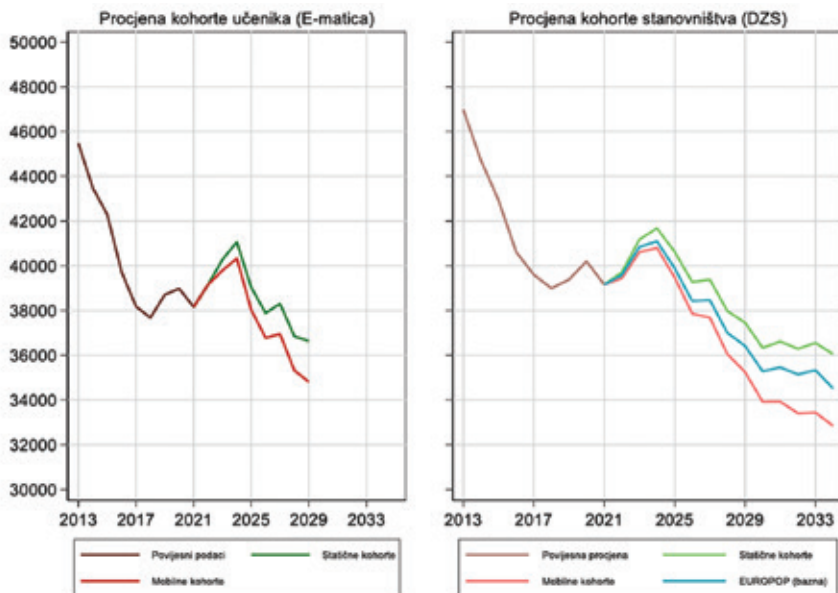 Procjena kohorte učenika (E-matica)
50000
48000
46000
44000
42000
40000
38000
36000
34000
32000
30000
2013 2017 2021 2025 2029 2033
Povijesni podaci Statične kohorte
Mobilne kohorte
Procjena kohorte stanovništva (DZS)
2013 2017 2021 2025 2029 2033
Povijesna procjena Statične kohorte
Mobilne kohorte EUROPOP (bazna)